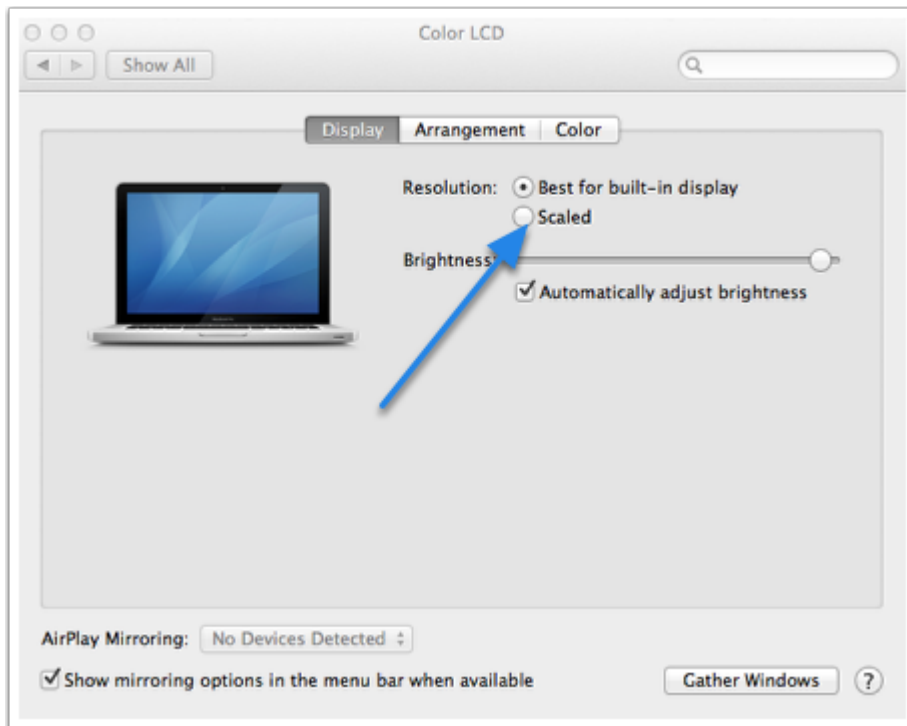 Color LCD
Show All
Display Arrangement Color
Resolution: Best for built-in display
Scaled
Brightness:
Automatically adjust brightness
AirPlay Mirroring: No Devices Detected
Show mirroring options in the menu bar when available Gather Windows ?